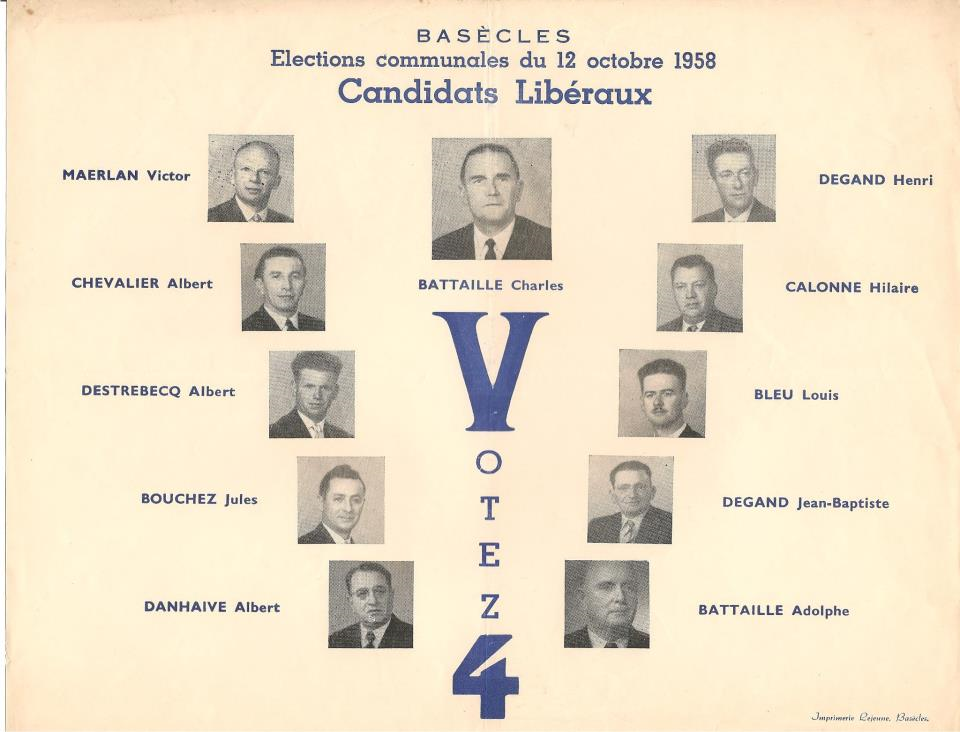 BASÈCLES
Elections communales du 12 octobre 1958
Candidats Libéraux
MAERLAN Victor
DEGAND Henri
CHEVALIER Albert
BATTAILLE Charles
CALONNE Hilaire
DESTREBECQ Albert
BLEU Louis
BOUCHEZ Jules
DEGAND Jean-Baptiste
DANHAIVE Albert
BATTAILLE Adolphe
VOTEZ
4
Imprimerie Lejeune, Basècles.